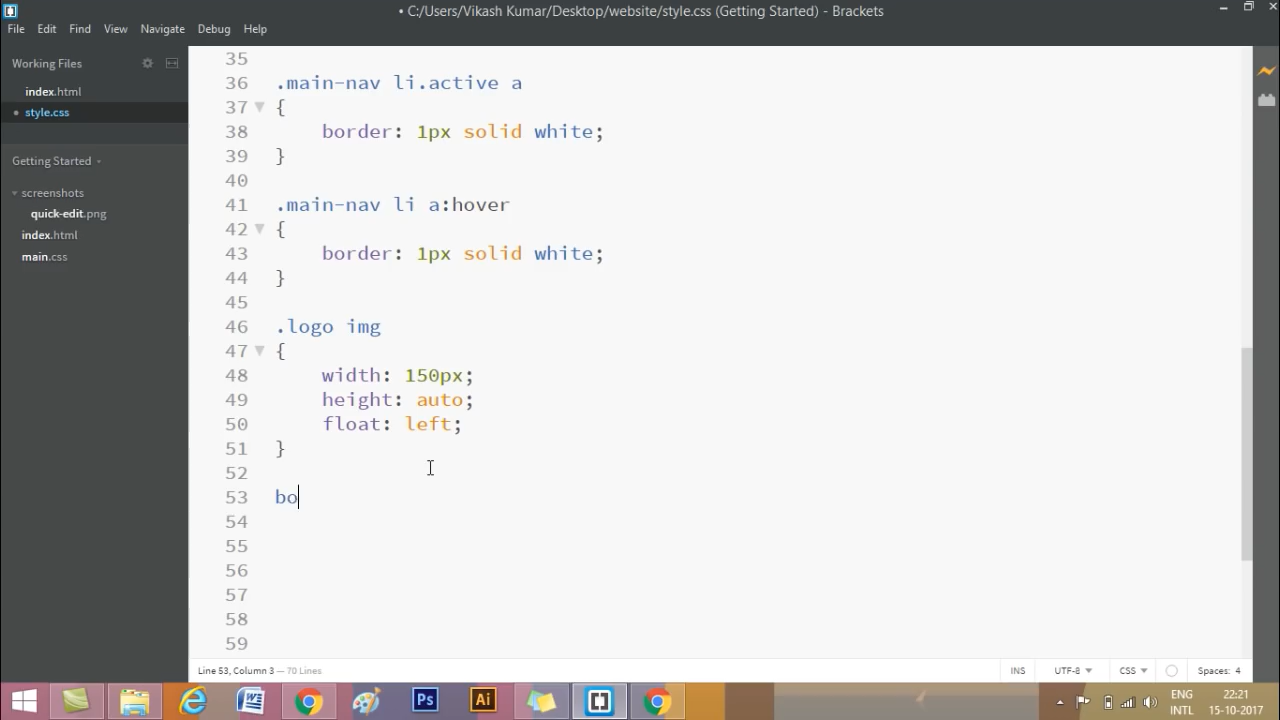 • C:/Users/Vikash Kumar/Desktop/website/style.css (Getting Started) - Brackets
File Edit Find View Navigate Debug Help
Working Files
index.html
• style.css
Getting Started
screenshots
quick-edit.png
index.html
main.css
35
36 .main-nav li.active a
37 {
38 border: 1px solid white;
39 }
40
41 .main-nav li a:hover
42 {
43 border: 1px solid white;
44 }
45
46 .logo img
47 {
48 width: 150px;
49 height: auto;
50 float: left;
51 }
52
53 bo
54
55
56
57
58
59
Line 53, Column 3 — 70 Lines
INS UTF-8 CSS Spaces: 4
Ps Ai
ENG 22:21
INTL 15-10-2017